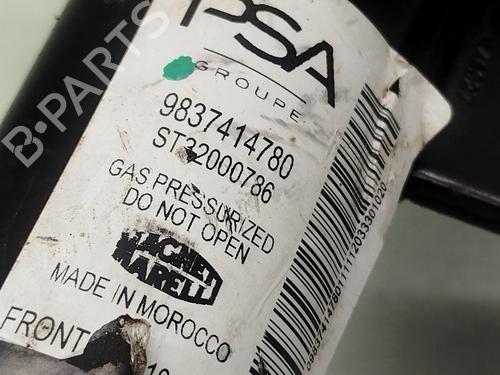 PSA
GROUPE
9837414780
ST32000786
GAS PRESSURIZED
DO NOT OPEN
MAGNETI
MARELLI
MADE IN MOROCCO
FRONT
B-PARTS